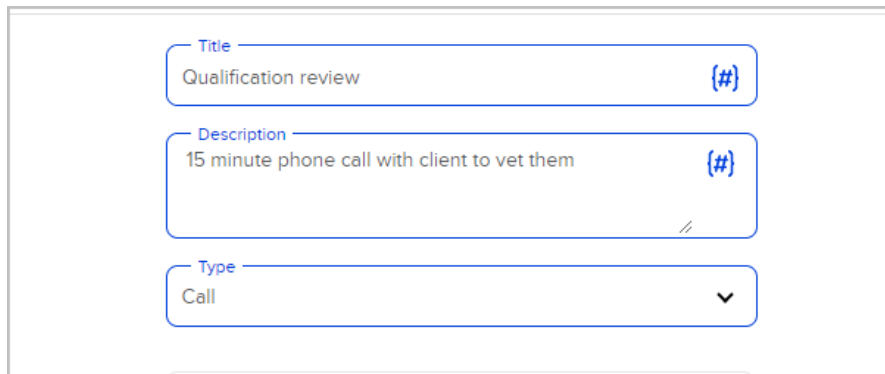 Title
Qualification review
{#}
Description
15 minute phone call with client to vet them
{#}
Type
Call